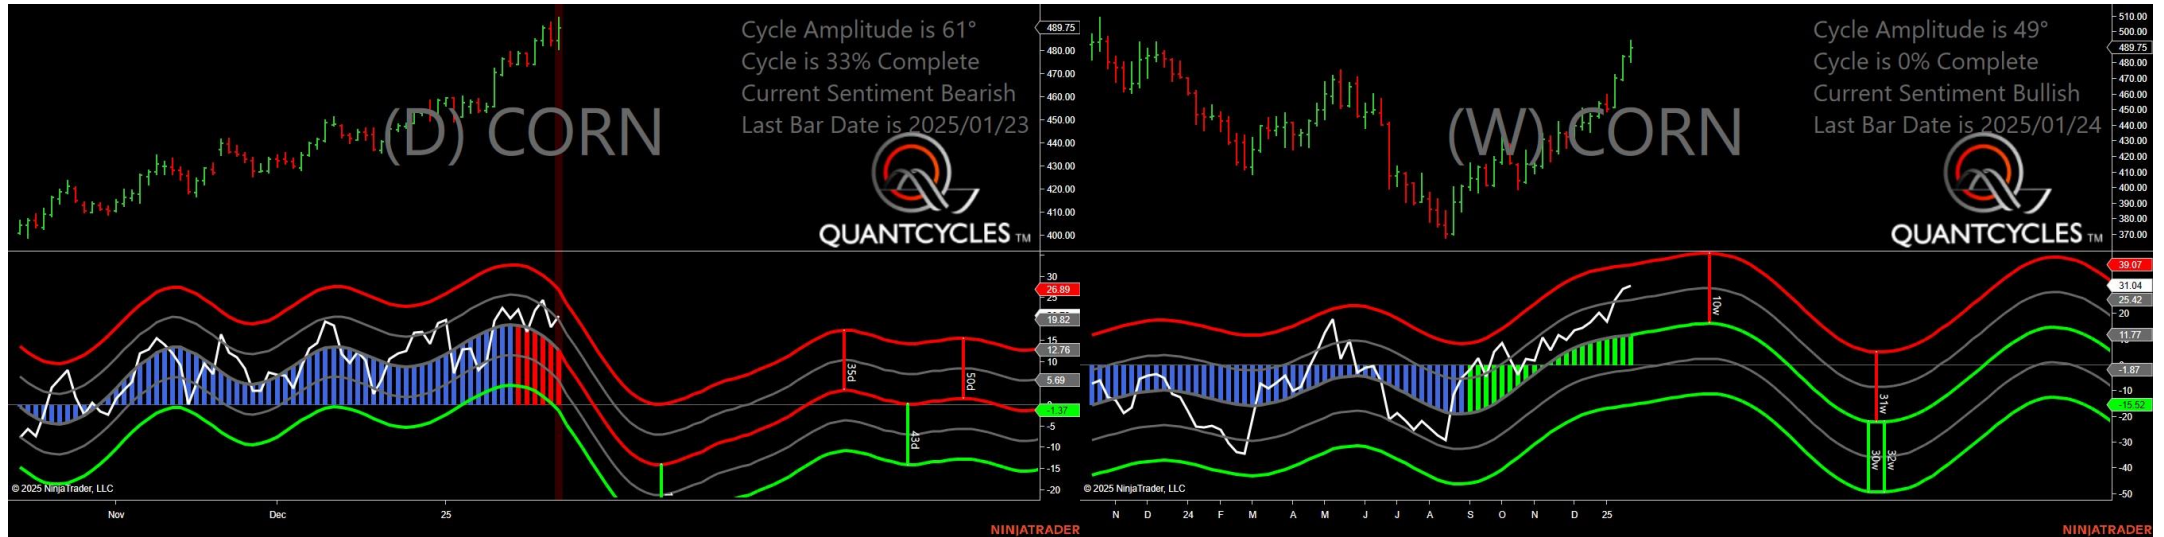 Cycle Amplitude is 61°
Cycle is 33% Complete
Current Sentiment Bearish
Last Bar Date is 2025/01/23
(D) CORN
QUANTCYCLES TM
489.75
480.00
470.00
460.00
450.00
440.00
430.00
420.00
410.00
400.00
30
26.89
25
19.82
15
12.76
10
5.69
0
-1.37
-5
-10
-15
-20
35d
43d
50d
© 2025 NinjaTrader, LLC
Nov
Dec
25
NINJATRADER
Cycle Amplitude is 49°
Cycle is 0% Complete
Current Sentiment Bullish
Last Bar Date is 2025/01/24
(W) CORN
QUANTCYCLES TM
510.00
500.00
489.75
480.00
470.00
460.00
450.00
440.00
430.00
420.00
410.00
400.00
390.00
380.00
370.00
39.07
31.04
25.42
20
11.77
-1.87
-10
-15.52
-20
-30
-40
-50
10w
31w
30w
32w
© 2025 NinjaTrader, LLC
N
D
24
F
M
A
M
J
J
A
S
O
N
D
25
NINJATRADER